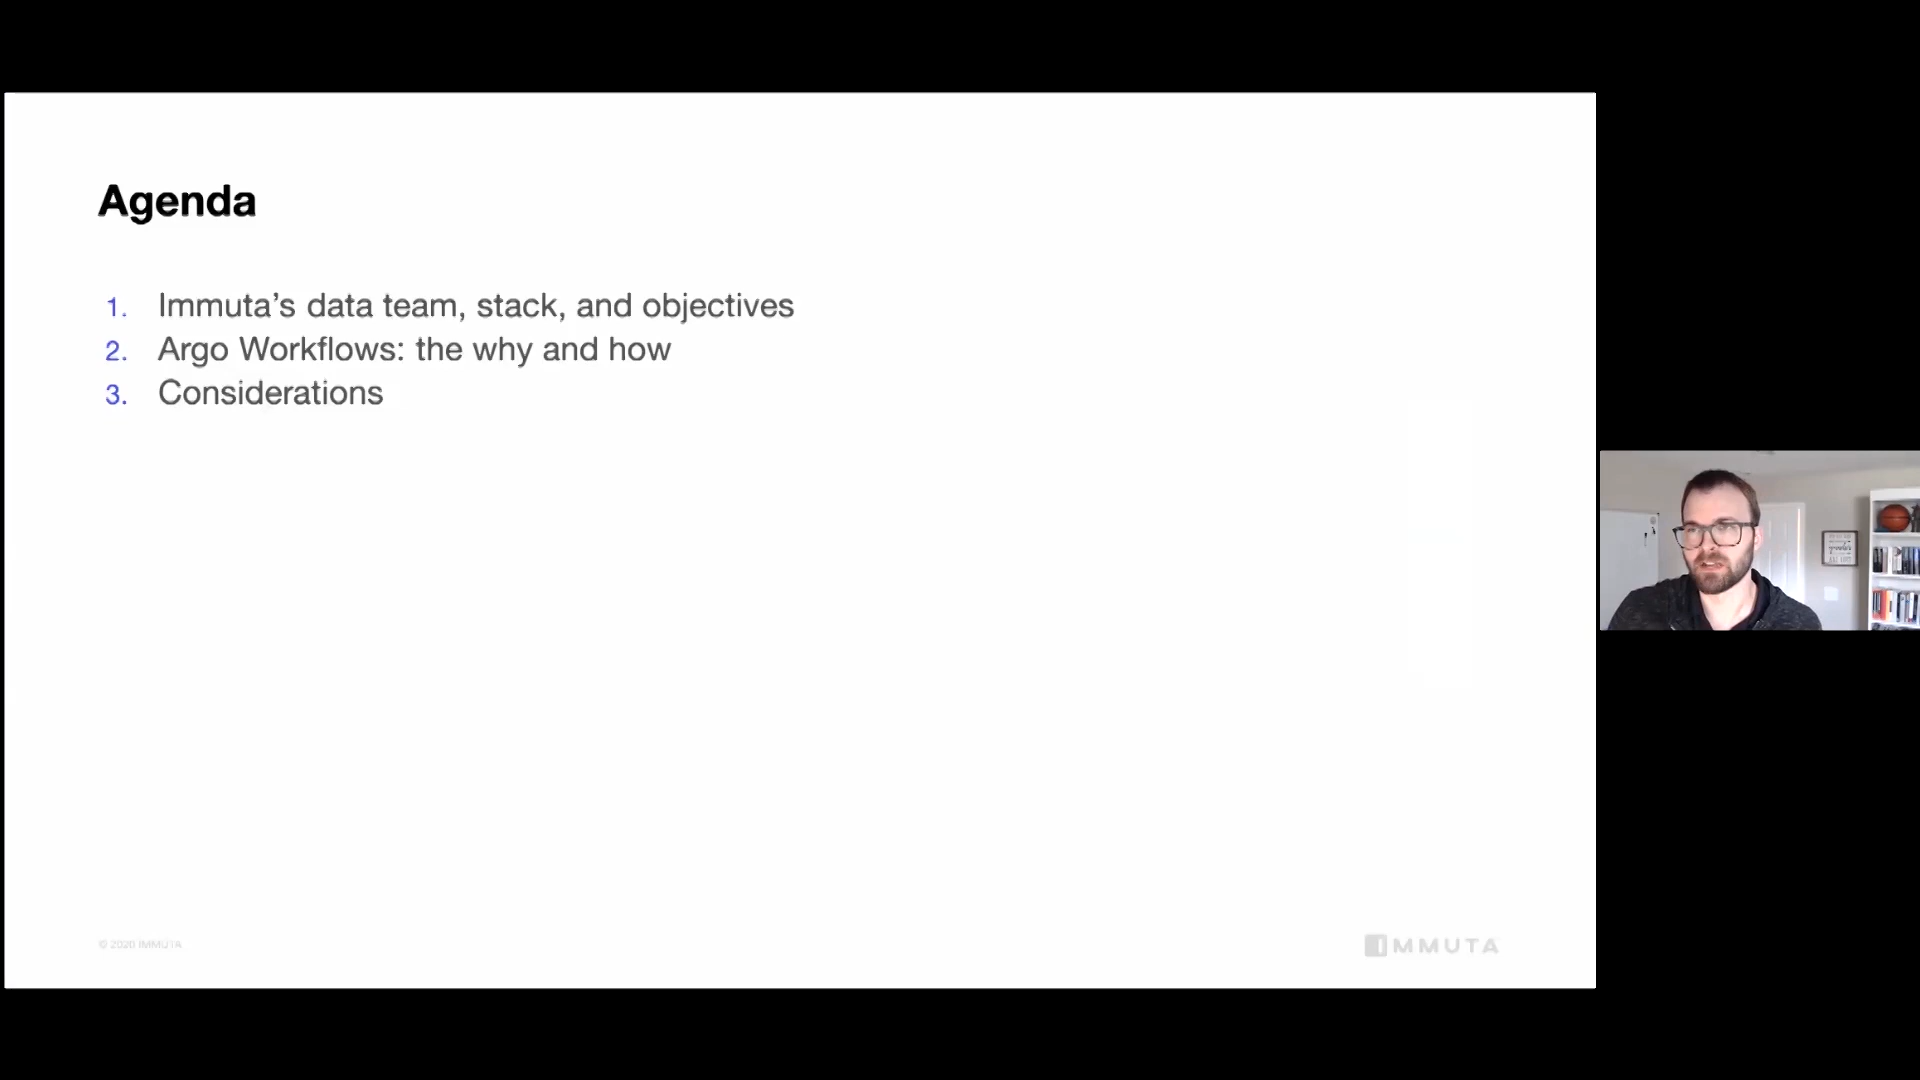 Agenda
1. Immuta’s data team, stack, and objectives
2. Argo Workflows: the why and how
3. Considerations
© 2020 IMMUTA
IMMUTA